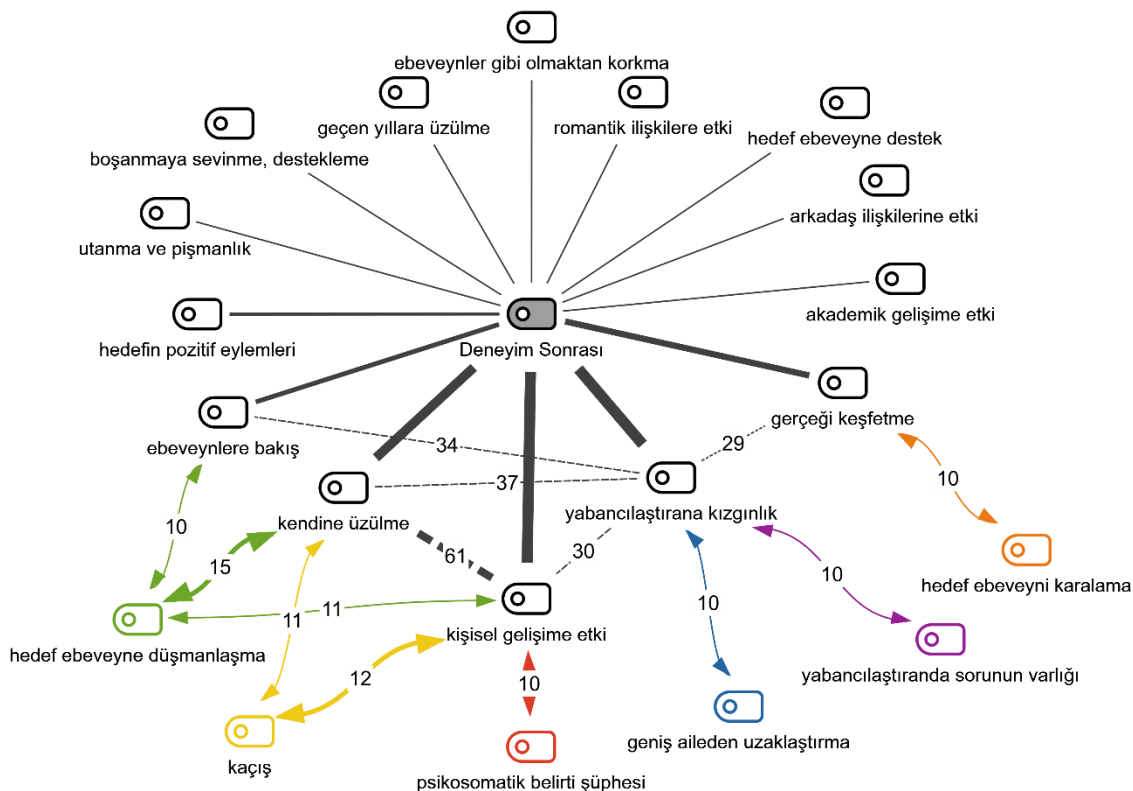 ebeveynler gibi olmaktan korkma
geçen yıllara üzülme
romantik ilişkilere etki
hedef ebeveyne destek
boşanmaya sevinme, destekleme
arkadaş ilişkilerine etki
utanma ve pişmanlık
akademik gelişime etki
hedefin pozitif eylemleri
Deneyim Sonrası
gerçeği keşfetme
ebeveynlere bakış
34
29
37
10
kendine üzülme
yabancılaştırana kızgınlık
10
61
30
15
10
hedef ebeveyni karalama
11
11
10
kişisel gelişime etki
hedef ebeveyne düşmanlaşma
yabancılaştıranda sorunun varlığı
12
10
geniş aileden uzaklaştırma
kaçış
psikosomatik belirti şüphesi